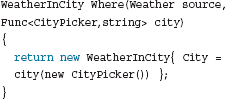 WeatherInCity Where(Weather source,
Func<CityPicker,string> city)
{
return new WeatherInCity{ City =
city(new CityPicker()) };
}